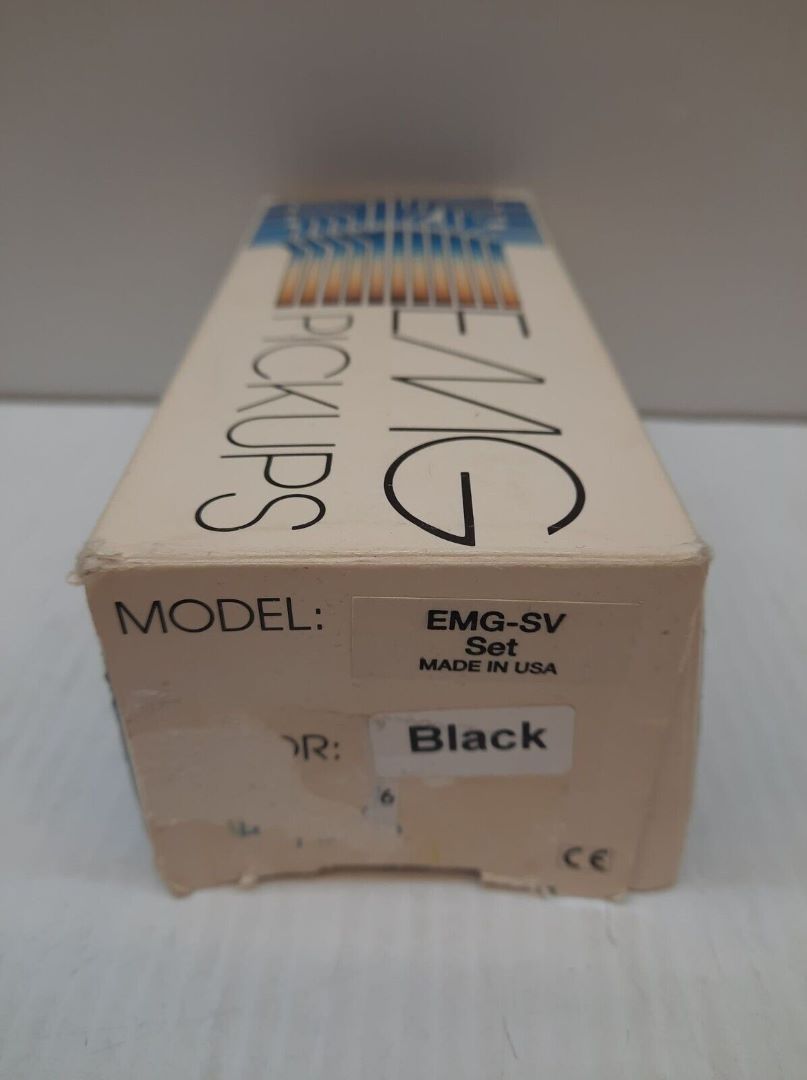 EMG
PICKUPS
MODEL: EMG-SV
Set
MADE IN USA
OR: Black
6
CE